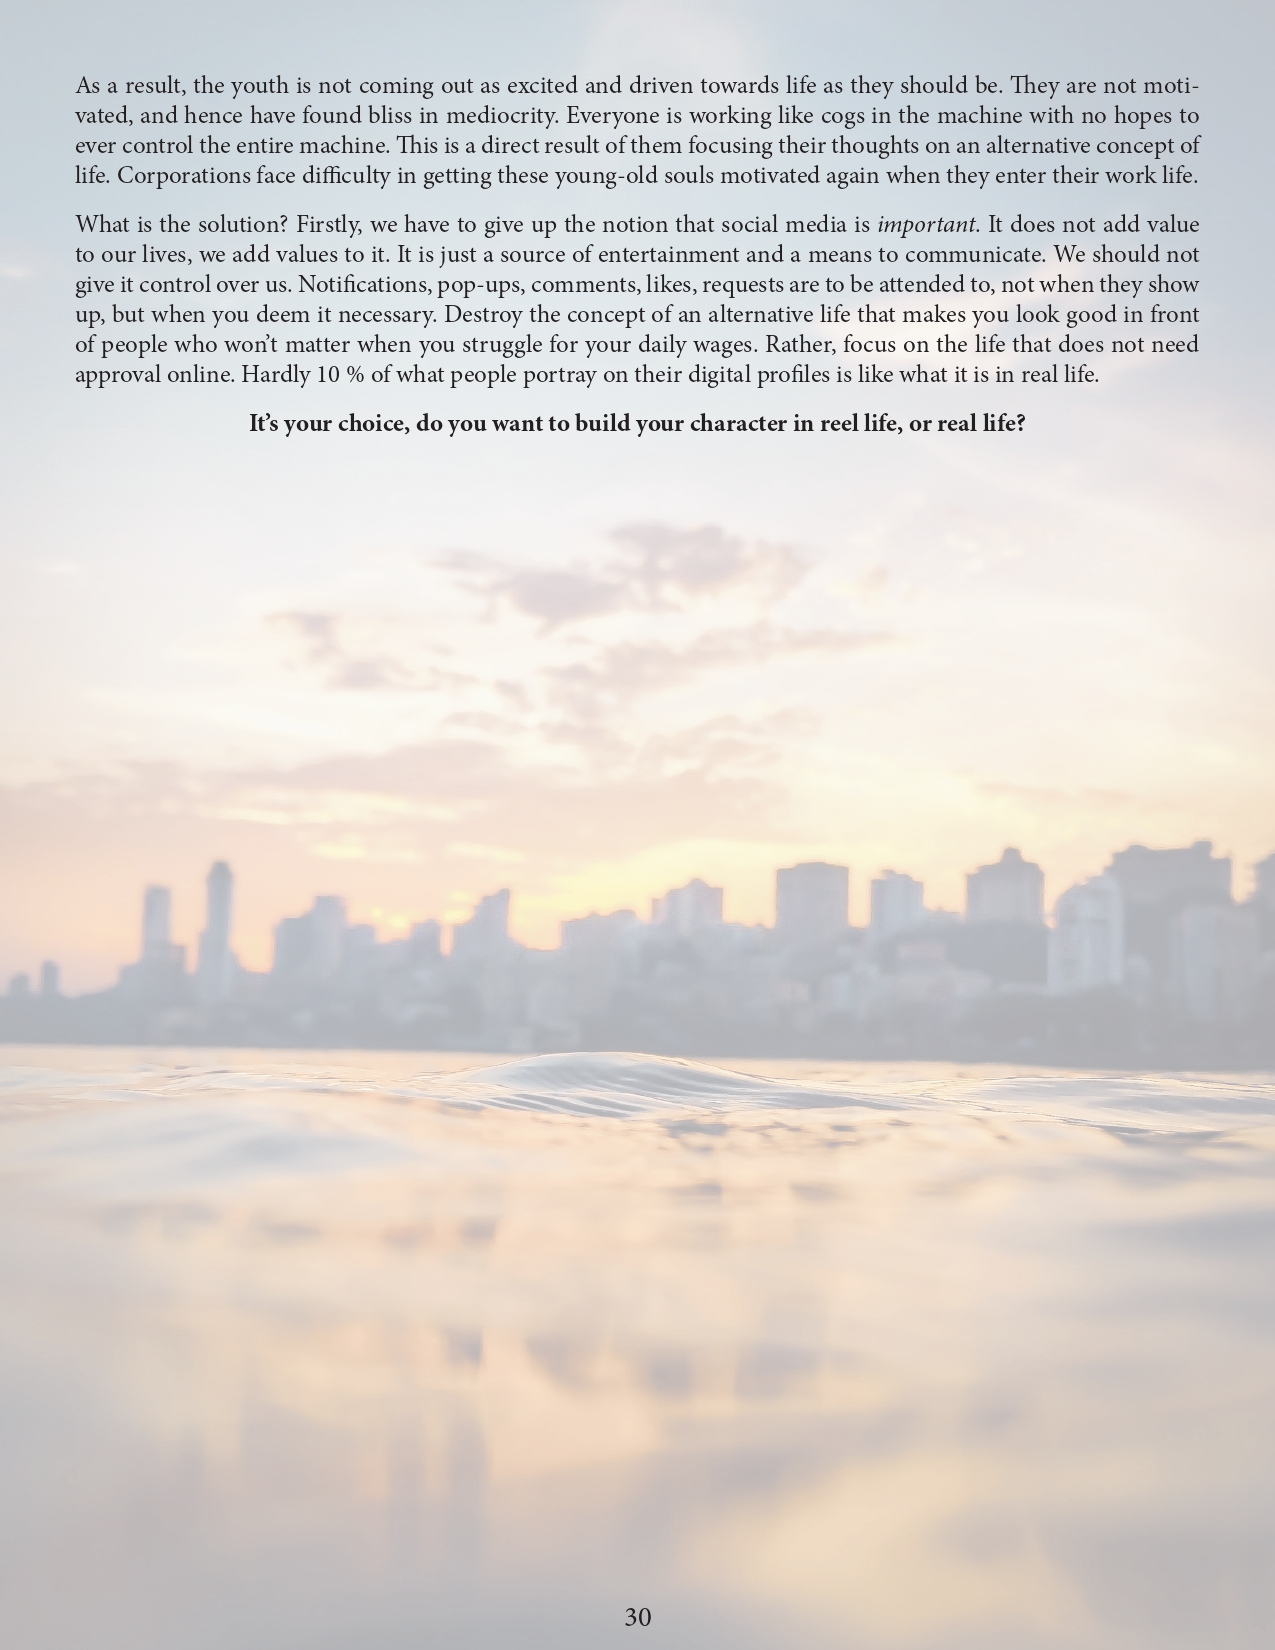 As a result, the youth is not coming out as excited and driven towards life as they should be. They are not moti-
vated, and hence have found bliss in mediocrity. Everyone is working like cogs in the machine with no hopes to
ever control the entire machine. This is a direct result of them focusing their thoughts on an alternative concept of
life. Corporations face difficulty in getting these young-old souls motivated again when they enter their work life.
What is the solution? Firstly, we have to give up the notion that social media is important. It does not add value
to our lives, we add values to it. It is just a source of entertainment and a means to communicate. We should not
give it control over us. Notifications, pop-ups, comments, likes, requests are to be attended to, not when they show
up, but when you deem it necessary. Destroy the concept of an alternative life that makes you look good in front
of people who won’t matter when you struggle for your daily wages. Rather, focus on the life that does not need
approval online. Hardly 10 % of what people portray on their digital profiles is like what it is in real life.
It’s your choice, do you want to build your character in reel life, or real life?
30